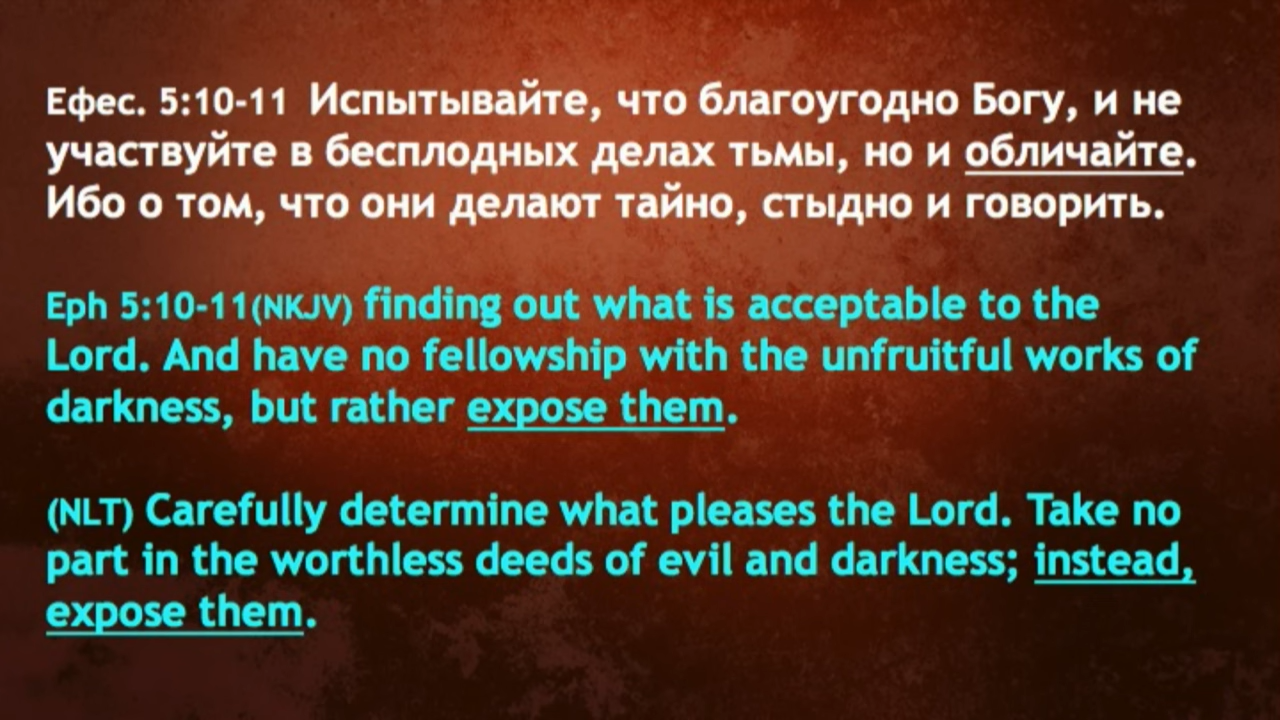 Ефес. 5:10-11 Испытывайте, что благоугодно Богу, и не
участвуйте в бесплодных делах тьмы, но и обличайте.
Ибо о том, что они делают тайно, стыдно и говорить.
Eph 5:10-11(NKJV) finding out what is acceptable to the
Lord. And have no fellowship with the unfruitful works of
darkness, but rather expose them.
(NLT) Carefully determine what pleases the Lord. Take no
part in the worthless deeds of evil and darkness; instead,
expose them.